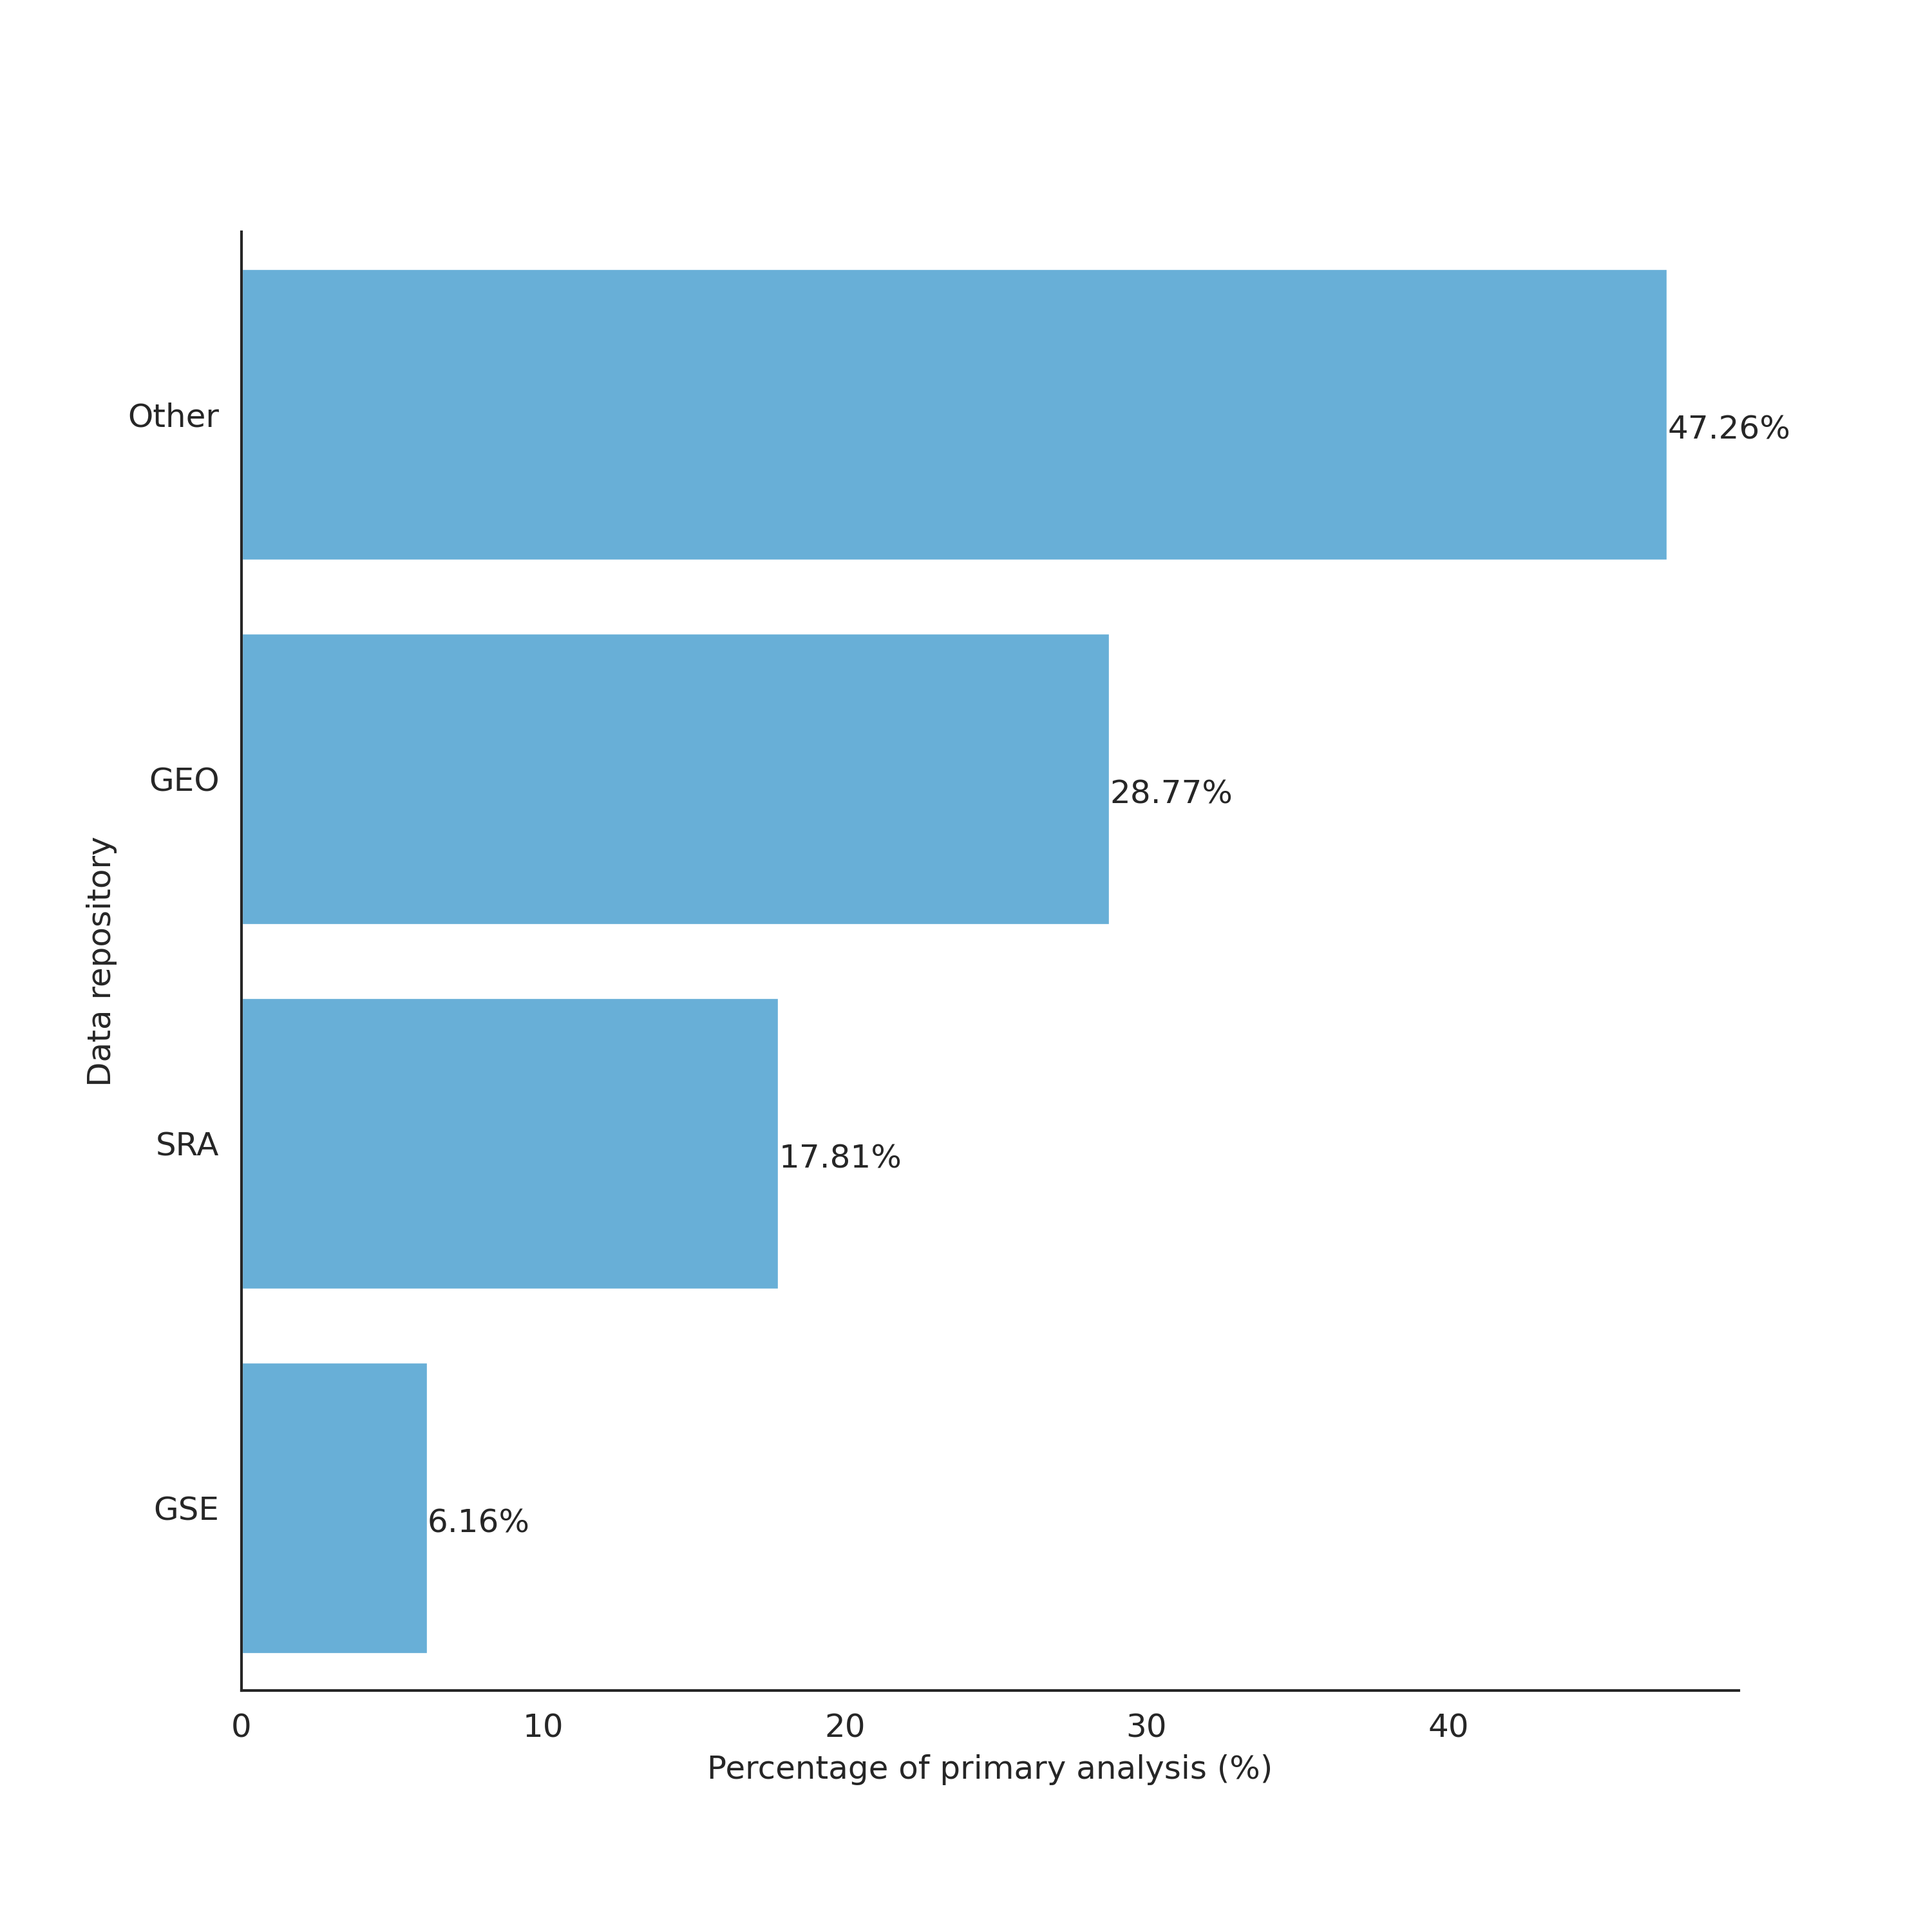 Other
47.26%
GEO
28.77%
Data repository
SRA
17.81%
GSE
6.16%
0 10 20 30 40
Percentage of primary analysis (%)